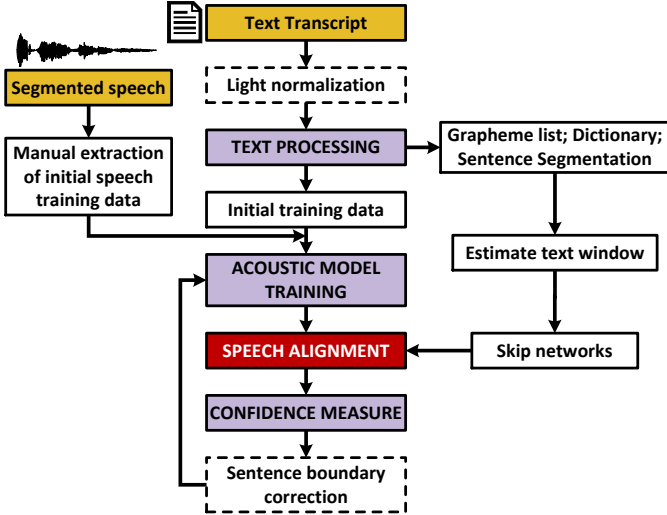 Text Transcript
Light normalization
Segmented speech
Manual extraction
of initial speech
training data
TEXT PROCESSING
Grapheme list; Dictionary;
Sentence Segmentation
Initial training data
Estimate text window
ACOUSTIC MODEL
TRAINING
SPEECH ALIGNMENT
Skip networks
CONFIDENCE MEASURE
Sentence boundary
correction